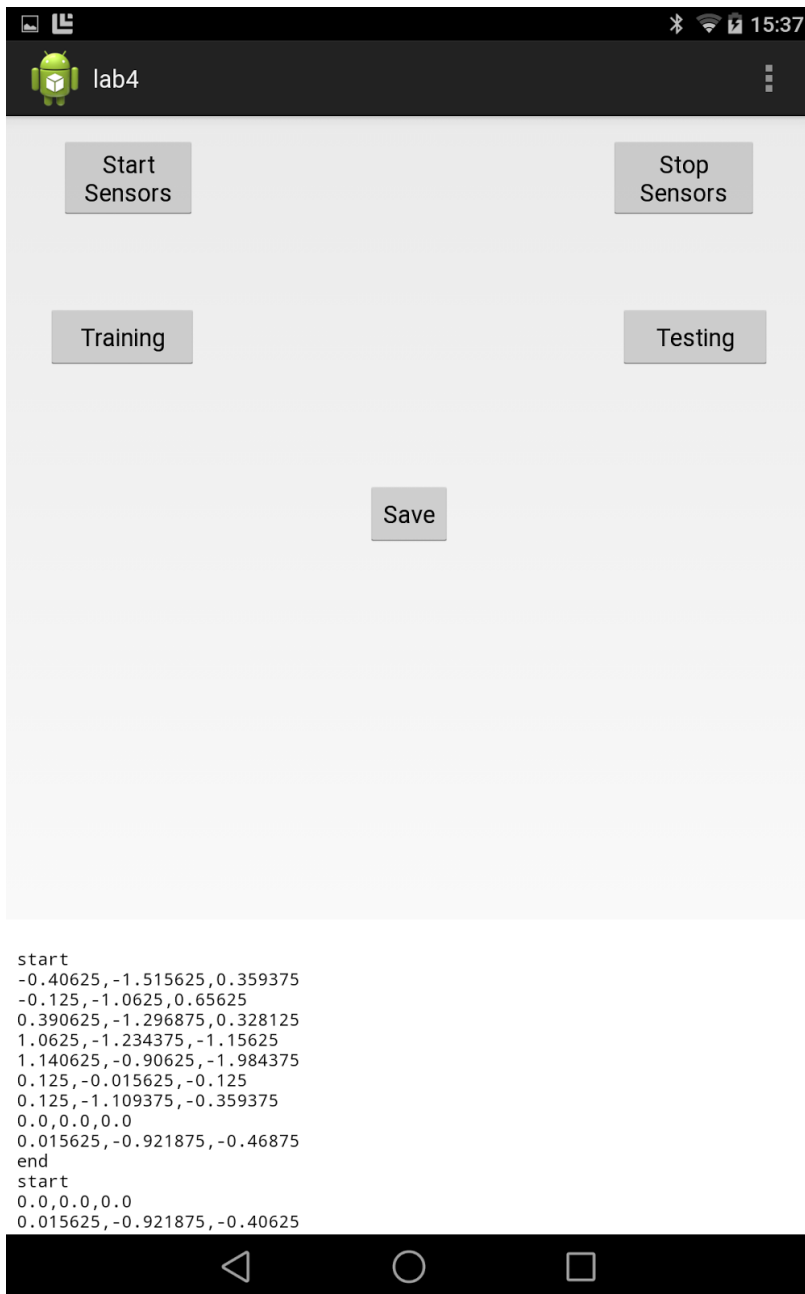 15:37
lab4
Start
Sensors
Stop
Sensors
Training
Testing
Save
start
-0.40625,-1.515625,0.359375
-0.125,-1.0625,0.65625
0.390625,-1.296875,0.328125
1.0625,-1.234375,-1.15625
1.140625,-0.90625,-1.984375
0.125,-0.015625,-0.125
0.125,-1.109375,-0.359375
0.0,0.0,0.0
0.015625,-0.921875,-0.46875
end
start
0.0,0.0,0.0
0.015625,-0.921875,-0.40625